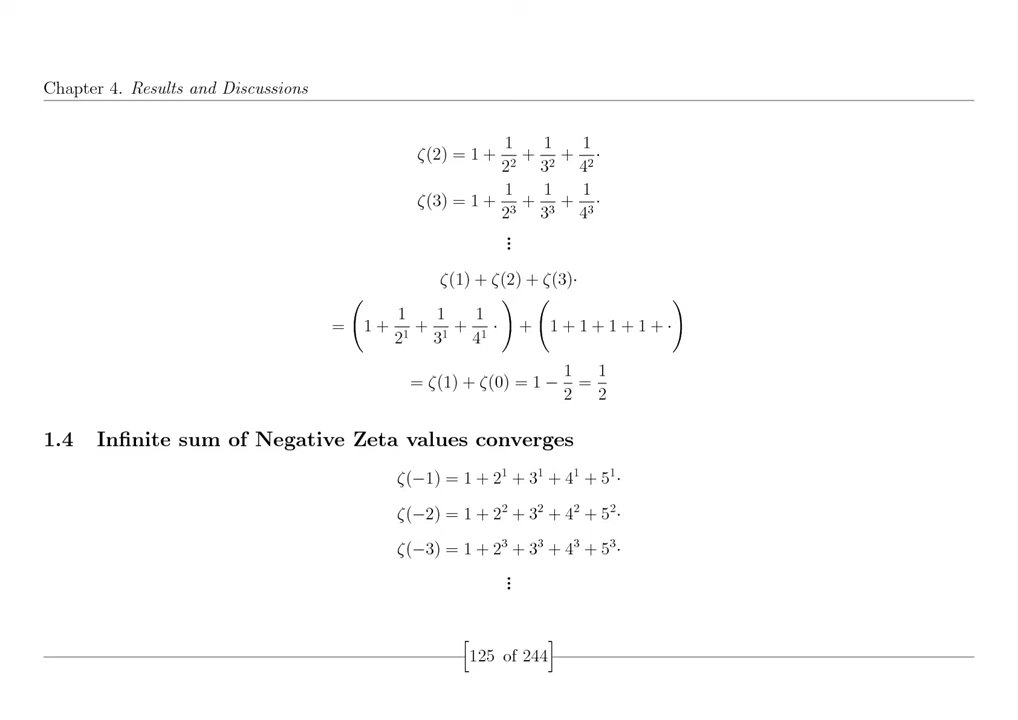 Chapter 4. Results and Discussions
ζ(2) = 1 + 1/2² + 1/3² + 1/4² ·
ζ(3) = 1 + 1/2³ + 1/3³ + 1/4³ ·
⋮
ζ(1) + ζ(2) + ζ(3)·
= (1 + 1/2¹ + 1/3¹ + 1/4¹ ·) + (1 + 1 + 1 + 1 + ·)
= ζ(1) + ζ(0) = 1 − 1/2 = 1/2
1.4 Infinite sum of Negative Zeta values converges
ζ(−1) = 1 + 2¹ + 3¹ + 4¹ + 5¹·
ζ(−2) = 1 + 2² + 3² + 4² + 5²·
ζ(−3) = 1 + 2³ + 3³ + 4³ + 5³·
⋮
[125 of 244]